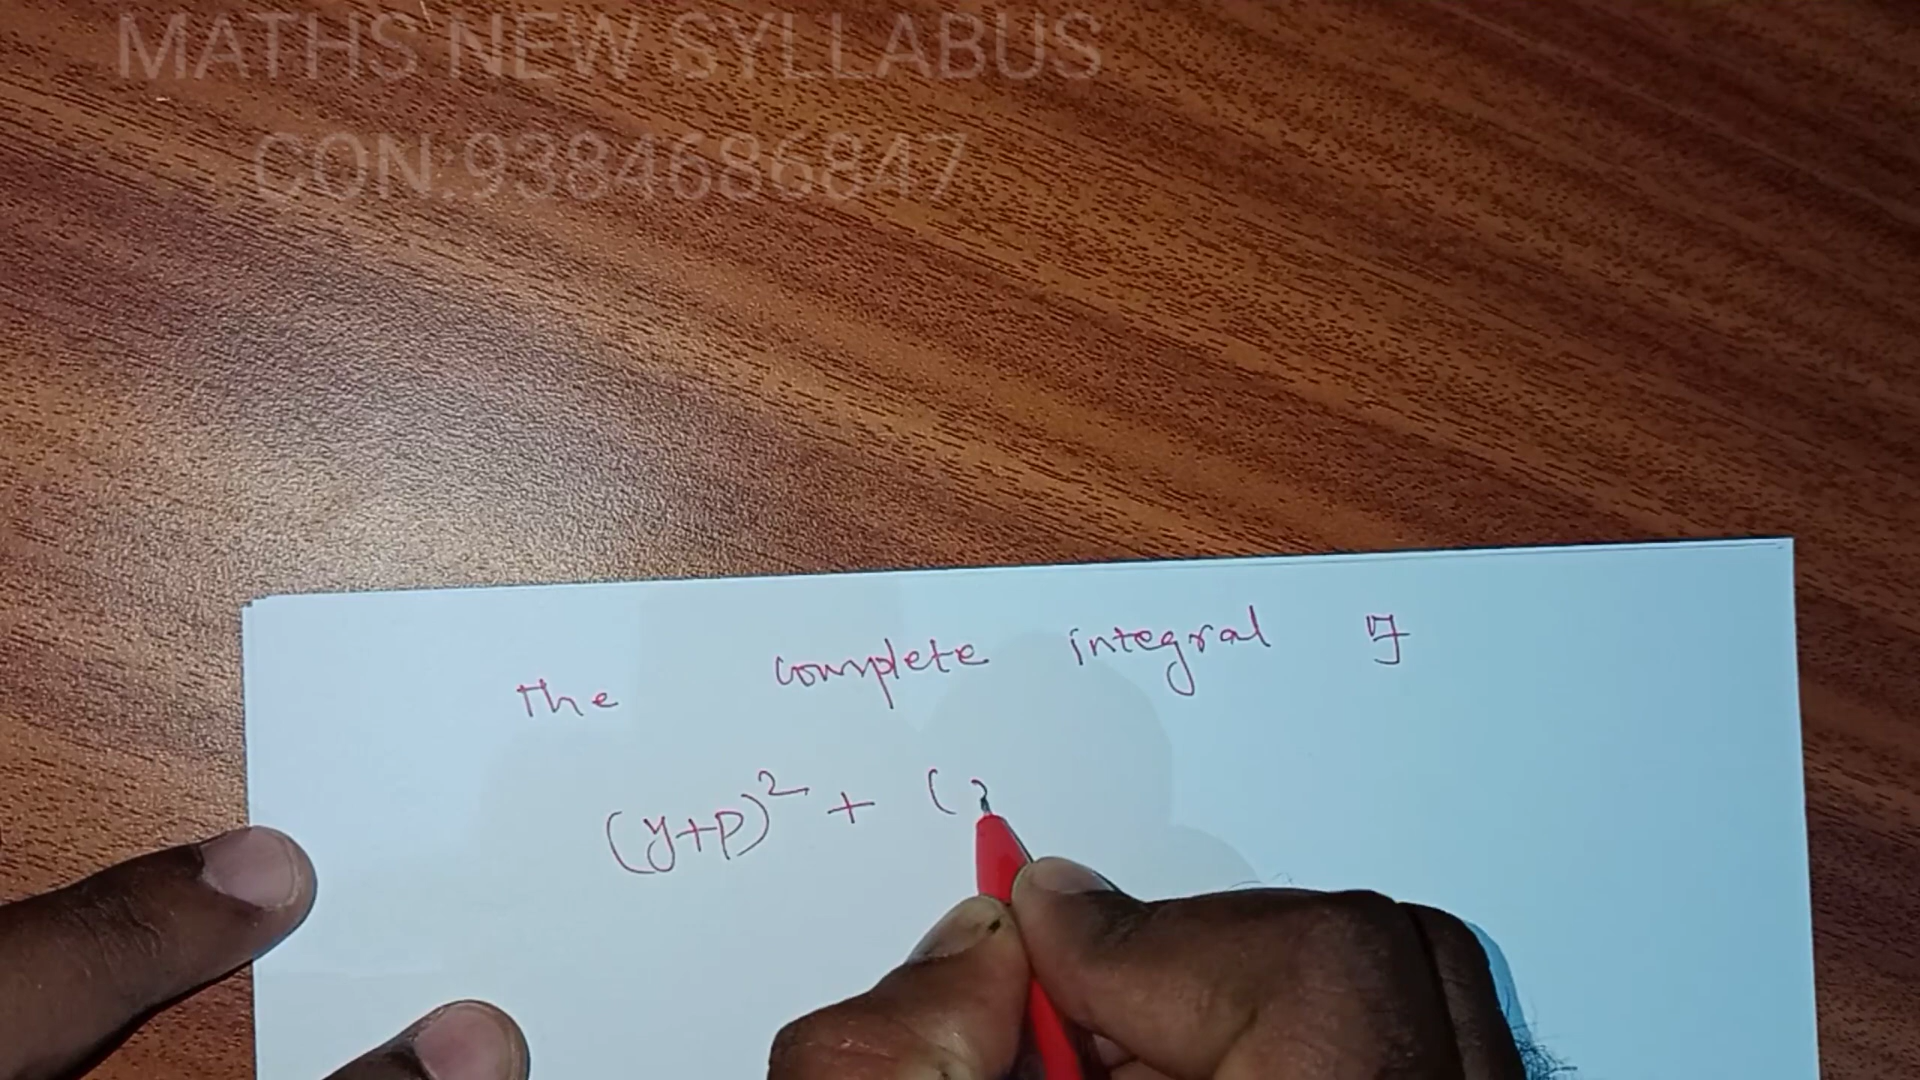 MATHS NEW SYLLABUS
CON:9384686847
The complete integral of
(y+p)² + (